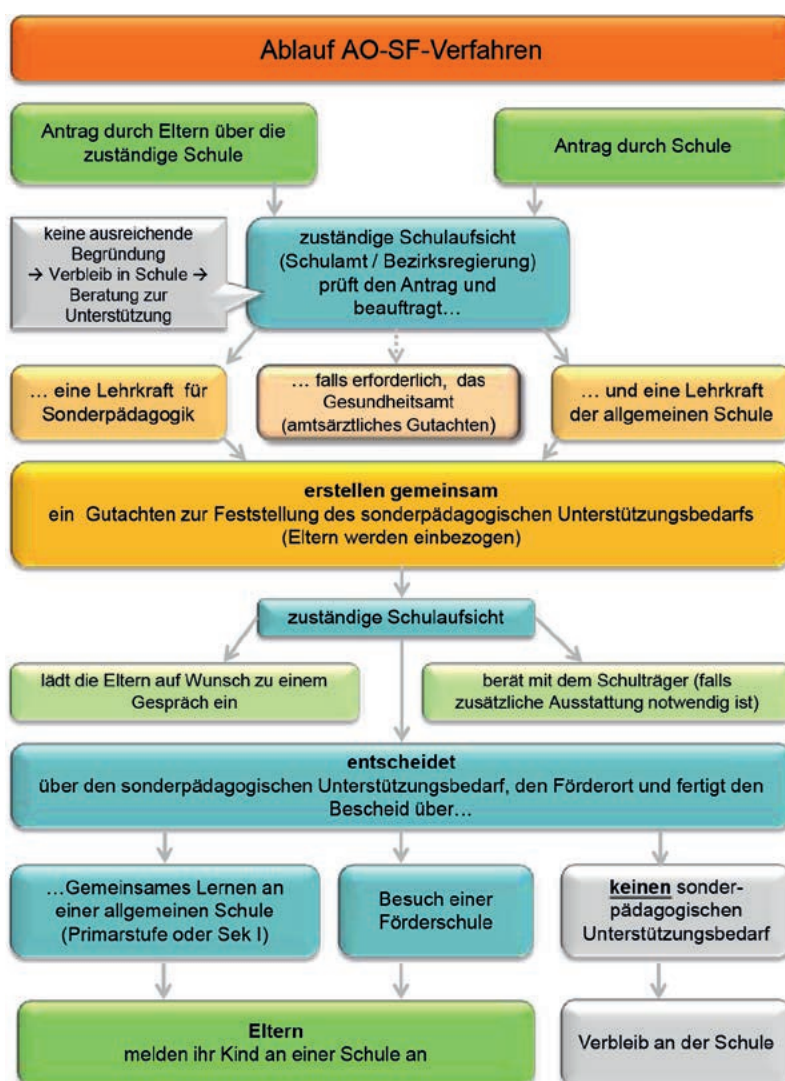 Ablauf AO-SF-Verfahren
Antrag durch Eltern über die
zuständige Schule
Antrag durch Schule
keine ausreichende
Begründung
→ Verbleib in Schule →
Beratung zur
Unterstützung
zuständige Schulaufsicht
(Schulamt / Bezirksregierung)
prüft den Antrag und
beauftragt…
… eine Lehrkraft für
Sonderpädagogik
… falls erforderlich, das
Gesundheitsamt
(amtsärztliches Gutachten)
… und eine Lehrkraft
der allgemeinen Schule
erstellen gemeinsam
ein Gutachten zur Feststellung des sonderpädagogischen Unterstützungsbedarfs
(Eltern werden einbezogen)
zuständige Schulaufsicht
lädt die Eltern auf Wunsch zu einem
Gespräch ein
berät mit dem Schulträger (falls
zusätzliche Ausstattung notwendig ist)
entscheidet
über den sonderpädagogischen Unterstützungsbedarf, den Förderort und fertigt den
Bescheid über…
…Gemeinsames Lernen an
einer allgemeinen Schule
(Primarstufe oder Sek I)
Besuch einer
Förderschule
keinen sonder-
pädagogischen
Unterstützungsbedarf
Eltern
melden ihr Kind an einer Schule an
Verbleib an der Schule